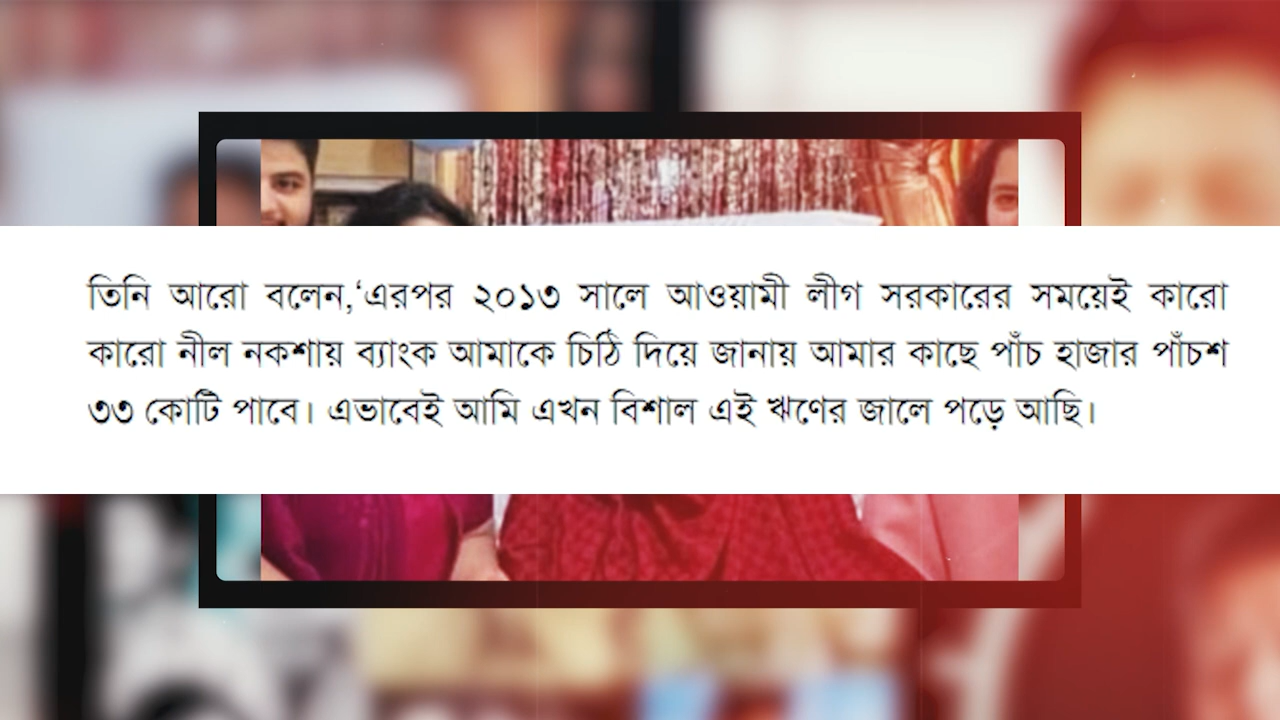 তিনি আরো বলেন,‘এরপর ২০১৩ সালে আওয়ামী লীগ সরকারের সময়েই কারো
কারো নীল নকশায় ব্যাংক আমাকে চিঠি দিয়ে জানায় আমার কাছে পাঁচ হাজার পাঁচশ
৩৩ কোটি পাবে। এভাবেই আমি এখন বিশাল এই ঋণের জালে পড়ে আছি।